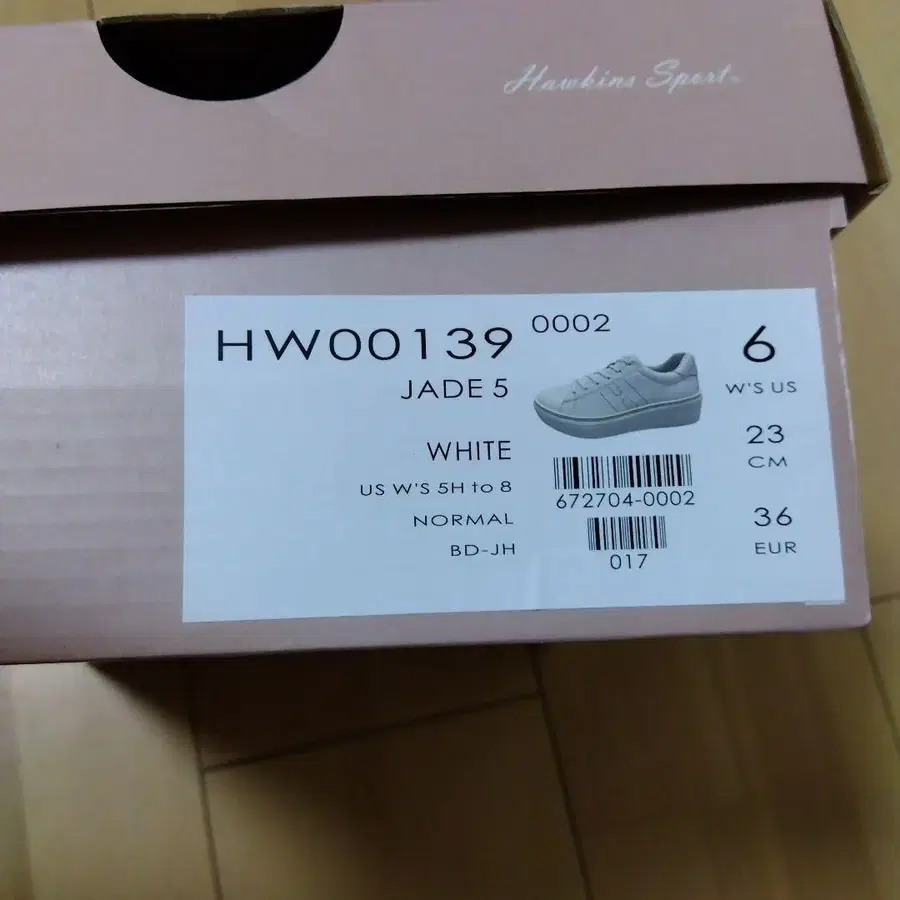 Hawkins Sport
HW00139 0002
JADE 5
WHITE
US W'S 5H to 8
NORMAL
BD-JH
672704-0002
017
6
W'S US
23
CM
36
EUR